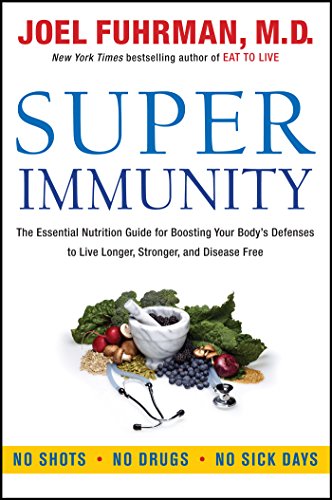 JOEL FUHRMAN, M.D.
New York Times bestselling author of EAT TO LIVE
SUPER
IMMUNITY
The Essential Nutrition Guide for Boosting Your Body's Defenses
to Live Longer, Stronger, and Disease Free
NO SHOTS • NO DRUGS • NO SICK DAYS